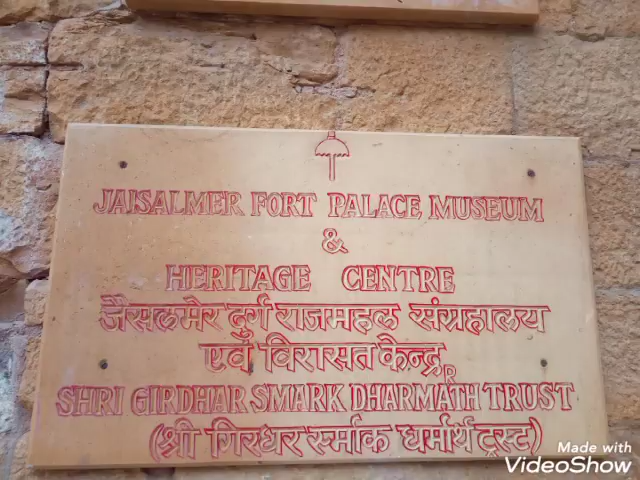 JAISALMER FORT PALACE MUSEUM
&
HERITAGE CENTRE
जैसलमेर दुर्ग राजमहल संग्रहालय
एवं विरासत केन्द्र
SHRI GIRDHAR SMARK DHARMATH TRUST
R
(श्री गिरधर र्स्माक धर्मार्थ ट्रस्ट)
Made with
VideoShow